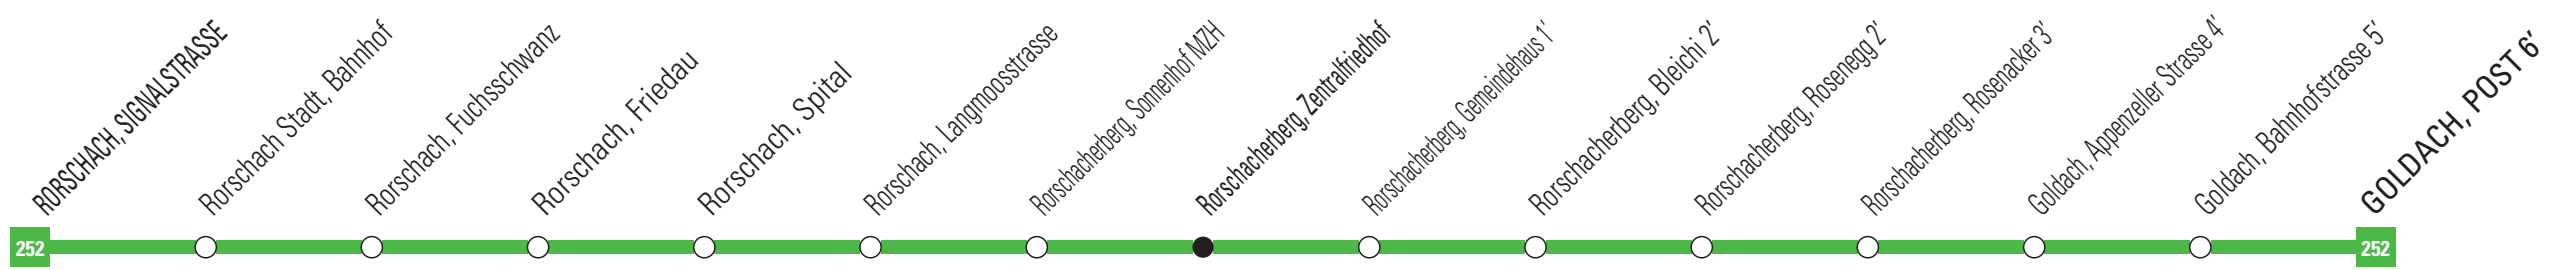 RORSCHACH, SIGNALSTRASSE
Rorschach Stadt, Bahnhof
Rorschach, Fuchsschwanz
Rorschach, Friedau
Rorschach, Spital
Rorschach, Langmoosstrasse
Rorschacherberg, Sonnenhof MZH
Rorschacherberg, Zentralfriedhof
Rorschacherberg, Gemeindehaus 1’
Rorschacherberg, Bleichi 2’
Rorschacherberg, Rosenegg 2’
Rorschacherberg, Rosenacker 3’
Goldach, Appenzeller Strasse 4’
Goldach, Bahnhofstrasse 5’
GOLDACH, POST 6’
252
252